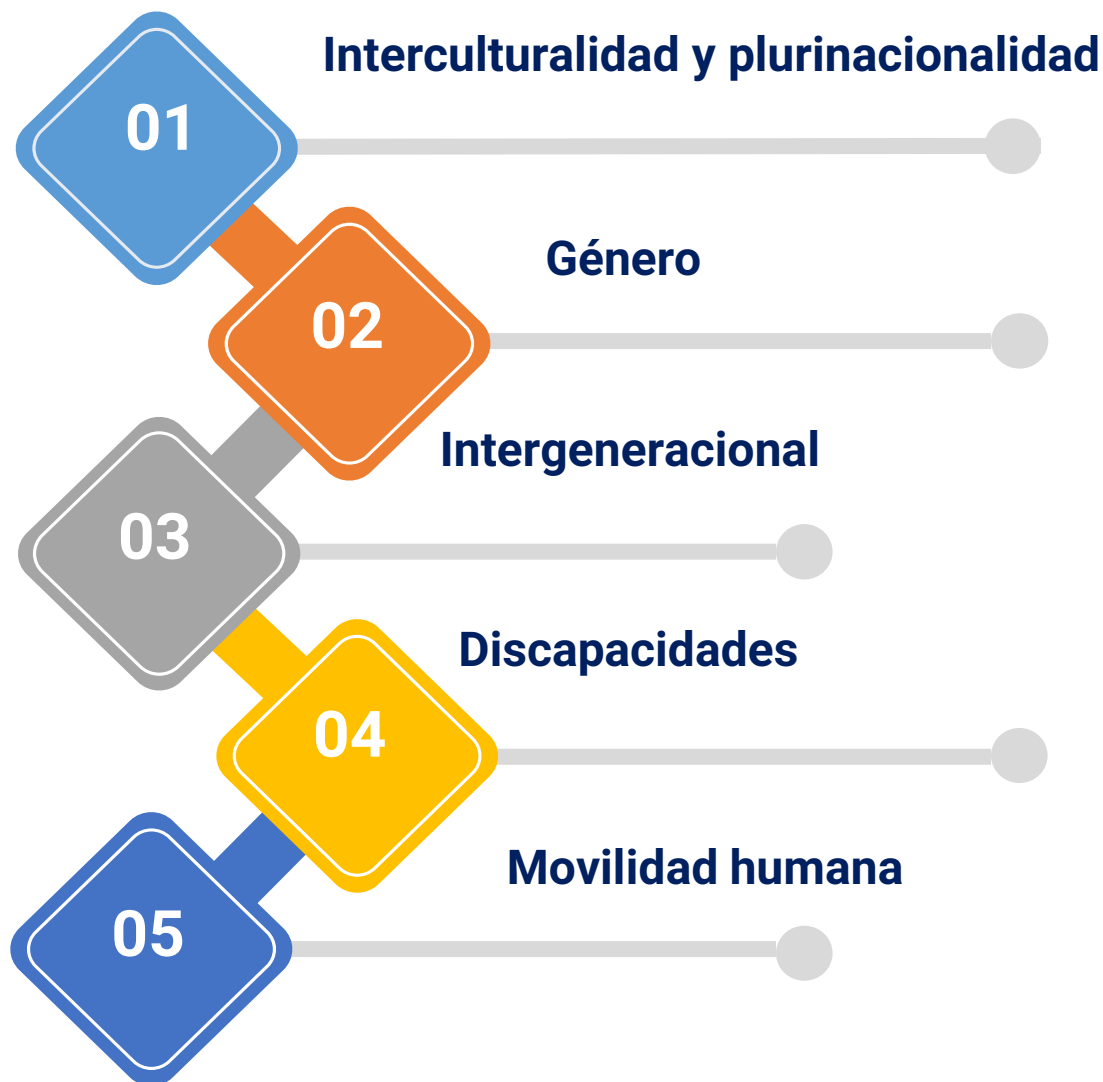 Interculturalidad y plurinacionalidad
01
Género
02
Intergeneracional
03
Discapacidades
04
Movilidad humana
05